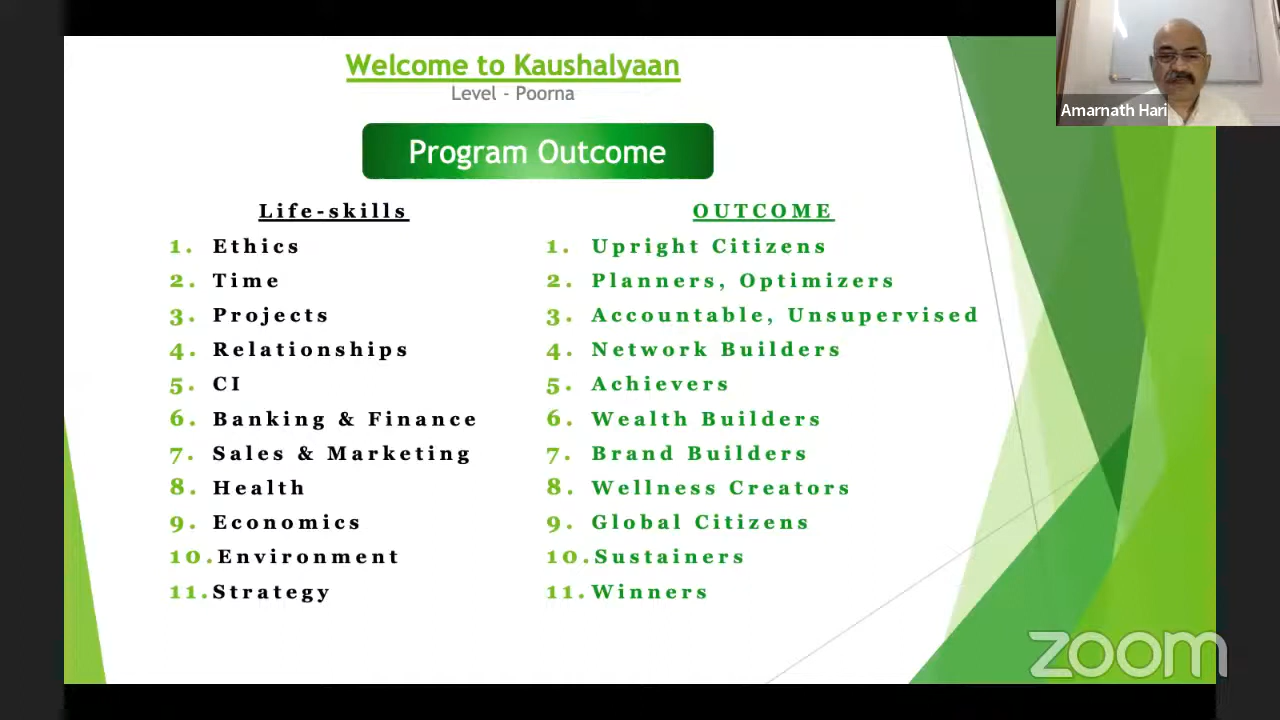 Welcome to Kaushalyaan
Level - Poorna
Amarnath Hari
Program Outcome
Life-skills
1. Ethics
2. Time
3. Projects
4. Relationships
5. CI
6. Banking & Finance
7. Sales & Marketing
8. Health
9. Economics
10. Environment
11. Strategy
OUTCOME
1. Upright Citizens
2. Planners, Optimizers
3. Accountable, Unsupervised
4. Network Builders
5. Achievers
6. Wealth Builders
7. Brand Builders
8. Wellness Creators
9. Global Citizens
10. Sustainers
11. Winners
zoom